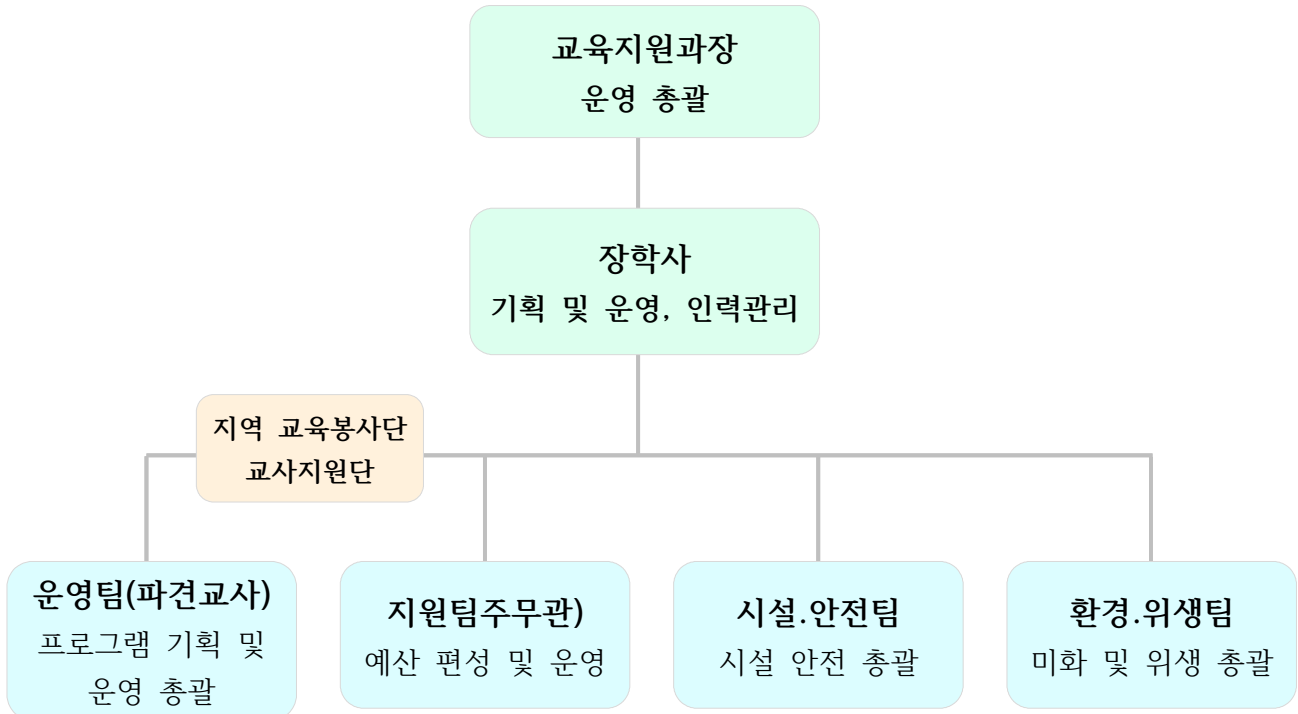 교육지원과장
운영 총괄
장학사
기획 및 운영, 인력관리
지역 교육봉사단
교사지원단
운영팀(파견교사)
프로그램 기획 및
운영 총괄
지원팀주무관)
예산 편성 및 운영
시설.안전팀
시설 안전 총괄
환경.위생팀
미화 및 위생 총괄